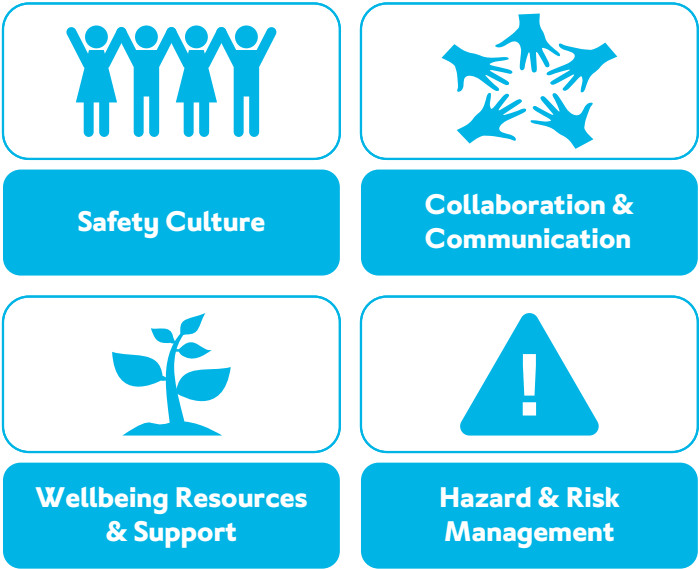 Safety Culture
Collaboration &
Communication
Wellbeing Resources
& Support
Hazard & Risk
Management